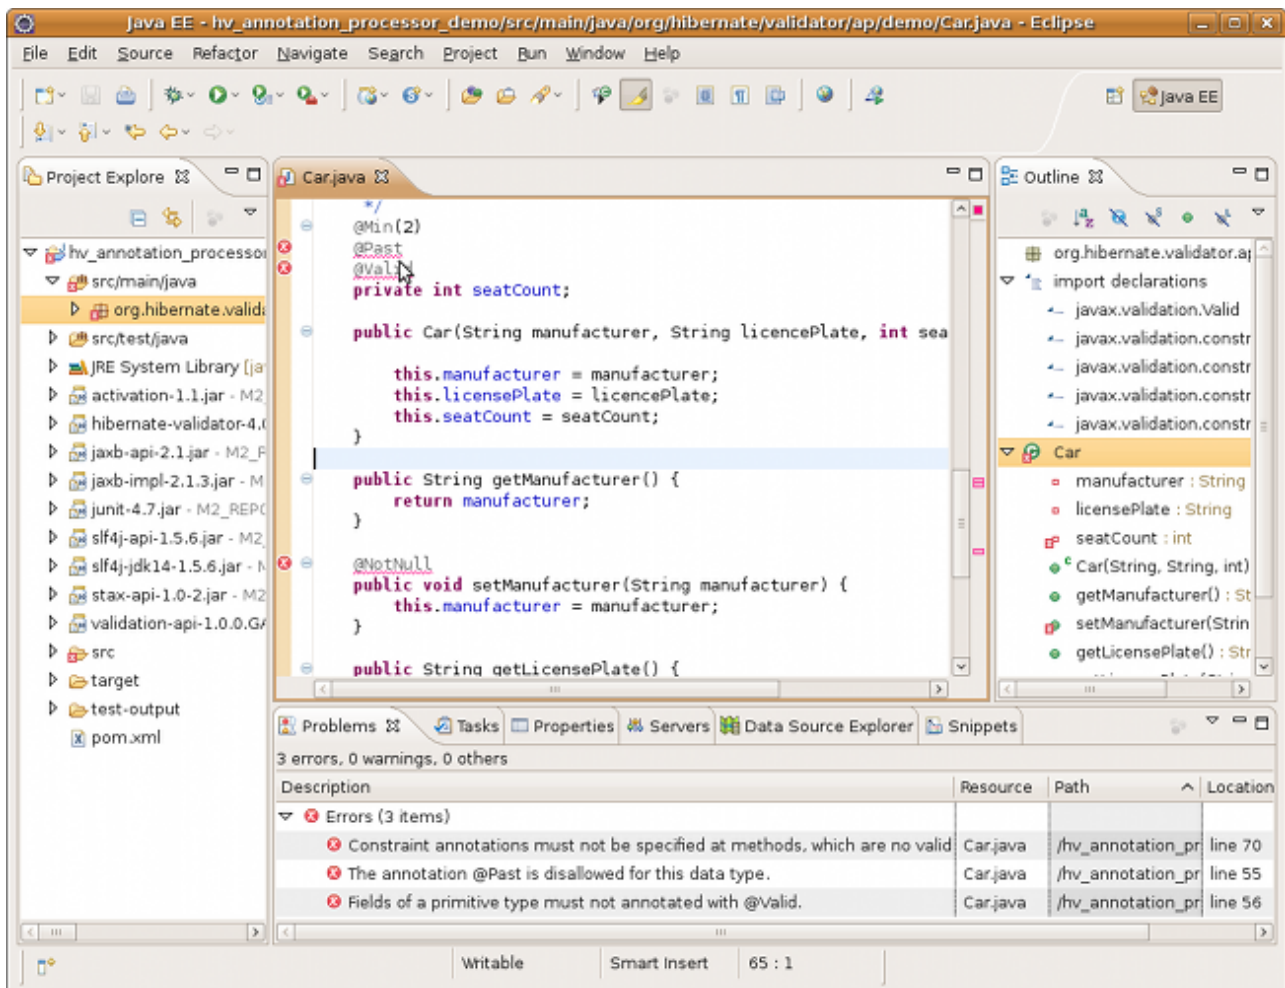 Java EE - hv_annotation_processor_demo/src/main/java/org/hibernate/validator/ap/demo/Car.java - Eclipse
File Edit Source Refactor Navigate Search Project Run Window Help
Java EE
Project Explore
hv_annotation_processo
src/main/java
org.hibernate.valid
src/test/java
JRE System Library [ja
activation-1.1.jar - M2_
hibernate-validator-4.
jaxb-api-2.1.jar - M2_F
jaxb-impl-2.1.3.jar - M
junit-4.7.jar - M2_REPO
slf4j-api-1.5.6.jar - M2_
slf4j-jdk14-1.5.6.jar -
stax-api-1.0-2.jar - M2
validation-api-1.0.0.GA
src
target
test-output
pom.xml
Car.java
*/
@Min(2)
@Past
@Valid
private int seatCount;
public Car(String manufacturer, String licencePlate, int sea
this.manufacturer = manufacturer;
this.licensePlate = licencePlate;
this.seatCount = seatCount;
}
public String getManufacturer() {
return manufacturer;
}
@NotNull
public void setManufacturer(String manufacturer) {
this.manufacturer = manufacturer;
}
public String getLicensePlate() {
Outline
org.hibernate.validator.a
import declarations
javax.validation.Valid
javax.validation.constr
javax.validation.constr
javax.validation.constr
javax.validation.constr
Car
manufacturer : String
licensePlate : String
seatCount : int
Car(String, String, int)
getManufacturer() : St
setManufacturer(Strin
getLicensePlate() : Str
Problems Tasks Properties Servers Data Source Explorer Snippets
3 errors, 0 warnings, 0 others
Description Resource Path Location
Errors (3 items)
Constraint annotations must not be specified at methods, which are no valid Car.java /hv_annotation_pr line 70
The annotation @Past is disallowed for this data type. Car.java /hv_annotation_pr line 55
Fields of a primitive type must not annotated with @Valid. Car.java /hv_annotation_pr line 56
Writable Smart Insert 65 : 1